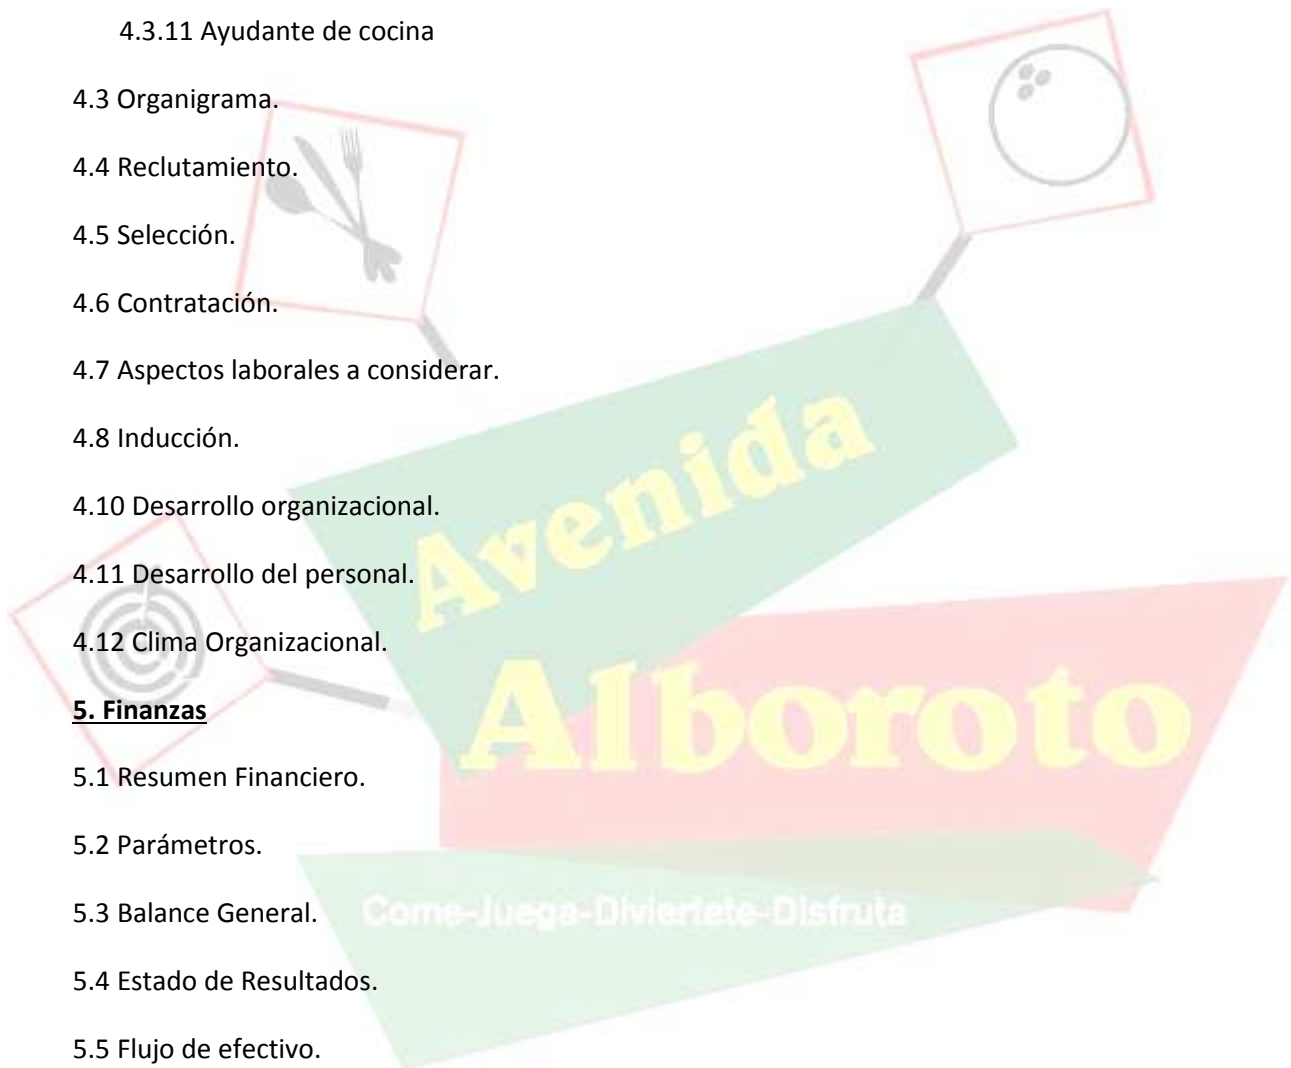 4.3.11 Ayudante de cocina
4.3 Organigrama.
4.4 Reclutamiento.
4.5 Selección.
4.6 Contratación.
4.7 Aspectos laborales a considerar.
4.8 Inducción.
4.10 Desarrollo organizacional.
4.11 Desarrollo del personal.
4.12 Clima Organizacional.
5. Finanzas
5.1 Resumen Financiero.
5.2 Parámetros.
5.3 Balance General.
5.4 Estado de Resultados.
5.5 Flujo de efectivo.
Avenida
Alboroto
Come-Juega-Diviertete-Disfruta